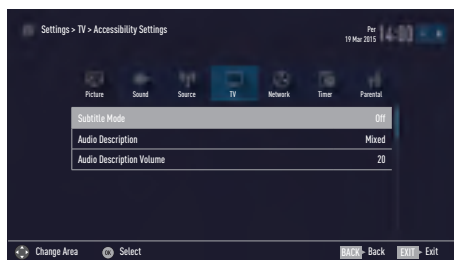 Settings > TV > Accessibility Settings
Per
19 Mar 2015
14:00
Picture Sound Source TV Network Timer Parental
Subtitle Mode Off
Audio Description Mixed
Audio Description Volume 20
Change Area OK Select BACK Back EXIT Exit